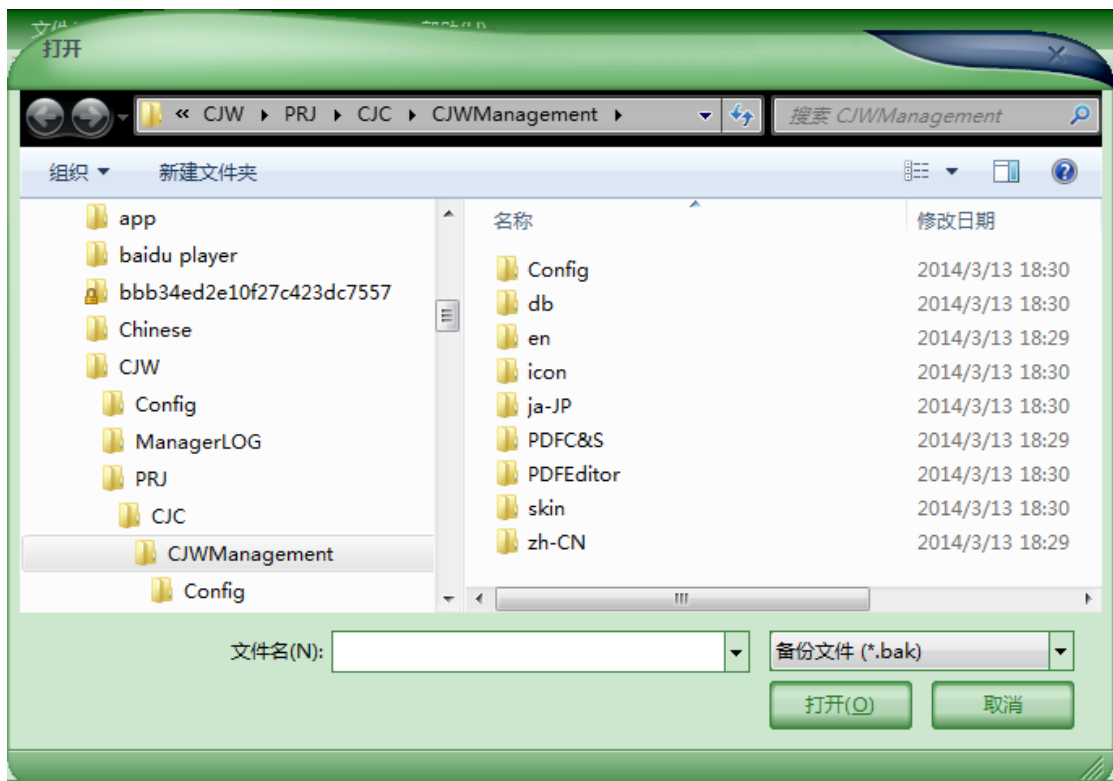 打开
« CJW ▸ PRJ ▸ CJC ▸ CJWManagement ▸
搜索 CJWManagement
组织 新建文件夹
app
baidu player
bbb34ed2e10f27c423dc7557
Chinese
CJW
Config
ManagerLOG
PRJ
CJC
CJWManagement
Config
名称 修改日期
Config 2014/3/13 18:30
db 2014/3/13 18:30
en 2014/3/13 18:29
icon 2014/3/13 18:30
ja-JP 2014/3/13 18:30
PDFC&S 2014/3/13 18:29
PDFEditor 2014/3/13 18:30
skin 2014/3/13 18:30
zh-CN 2014/3/13 18:29
文件名(N): 备份文件 (*.bak)
打开(O) 取消